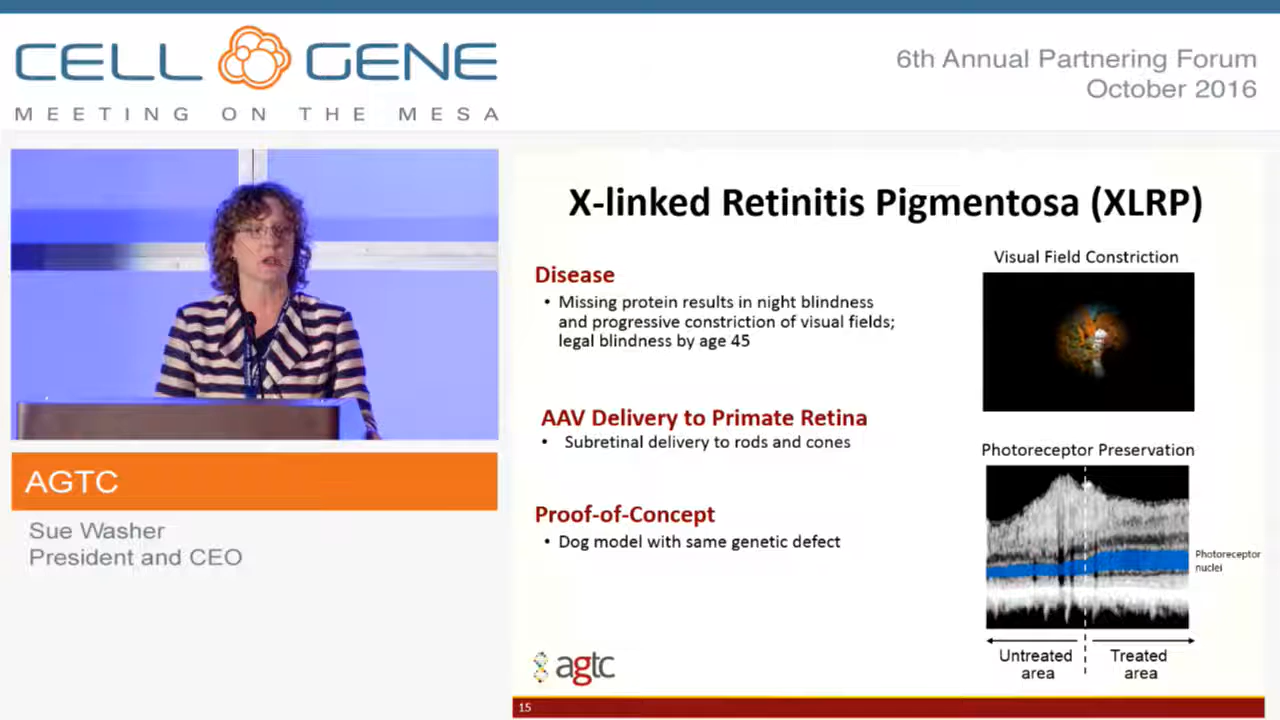 CELL GENE
MEETING ON THE MESA
6th Annual Partnering Forum
October 2016
X-linked Retinitis Pigmentosa (XLRP)
Disease
• Missing protein results in night blindness
and progressive constriction of visual fields;
legal blindness by age 45
AAV Delivery to Primate Retina
• Subretinal delivery to rods and cones
Proof-of-Concept
• Dog model with same genetic defect
Visual Field Constriction
Photoreceptor Preservation
Photoreceptor
nuclei
Untreated
area
Treated
area
agtc
15
AGTC
Sue Washer
President and CEO